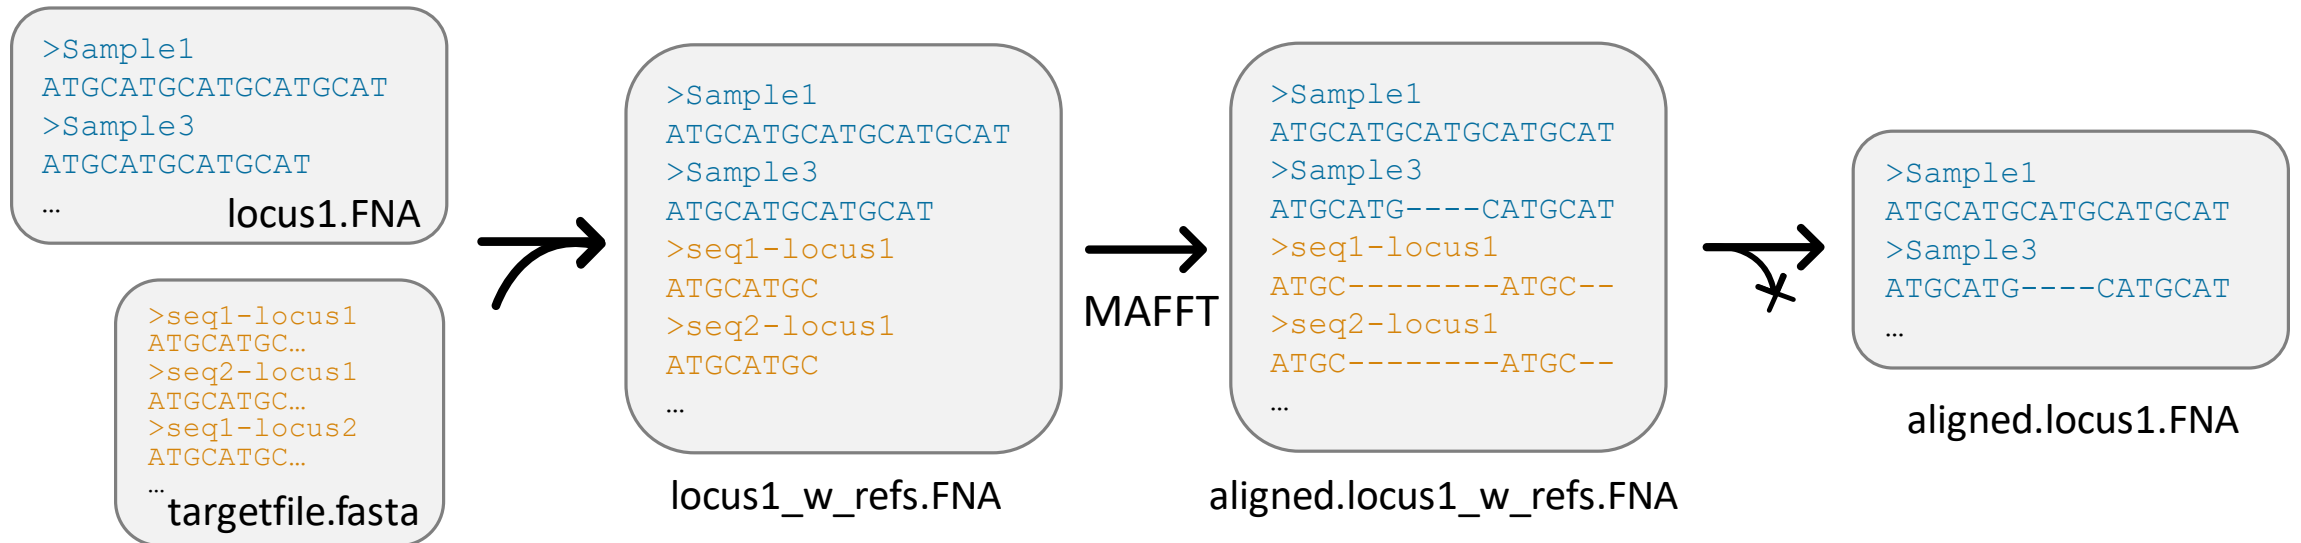 >Sample1
ATGCATGCATGCATGCAT
>Sample3
ATGCATGCATGCAT
…
locus1.FNA
>seq1-locus1
ATGCATGC…
>seq2-locus1
ATGCATGC…
>seq1-locus2
ATGCATGC…
…
targetfile.fasta
>Sample1
ATGCATGCATGCATGCAT
>Sample3
ATGCATGCATGCAT
>seq1-locus1
ATGCATGC
>seq2-locus1
ATGCATGC
…
locus1_w_refs.FNA
MAFFT
>Sample1
ATGCATGCATGCATGCAT
>Sample3
ATGCATG----CATGCAT
>seq1-locus1
ATGC--------ATGC--
>seq2-locus1
ATGC--------ATGC--
…
aligned.locus1_w_refs.FNA
>Sample1
ATGCATGCATGCATGCAT
>Sample3
ATGCATG----CATGCAT
…
aligned.locus1.FNA